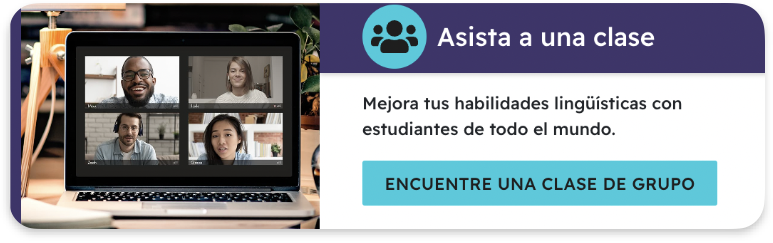 Asista a una clase
Mejora tus habilidades lingüísticas con
estudiantes de todo el mundo.
ENCUENTRE UNA CLASE DE GRUPO